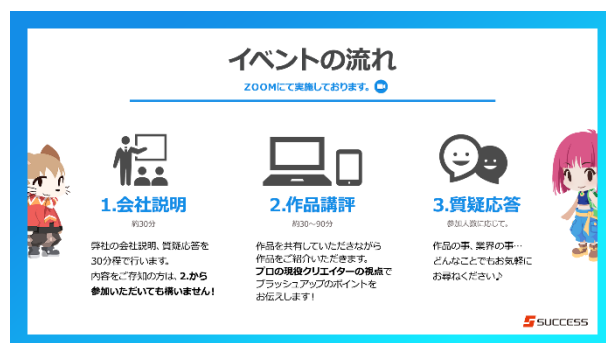 イベントの流れ
ZOOMにて実施しております。
1.会社説明
約30分
弊社の会社説明、質疑応答を
30分程で行います。
内容をご存知の方は、2.から
参加いただいても構いません!
2.作品講評
約30~90分
作品を共有していただきながら
作品をご紹介いただきます。
プロの現役クリエイターの視点で
ブラッシュアップのポイントを
お伝えします!
3.質疑応答
参加人数に応じて。
作品の事、業界の事…
どんなことでもお気軽に
お尋ねください♪
SUCCESS